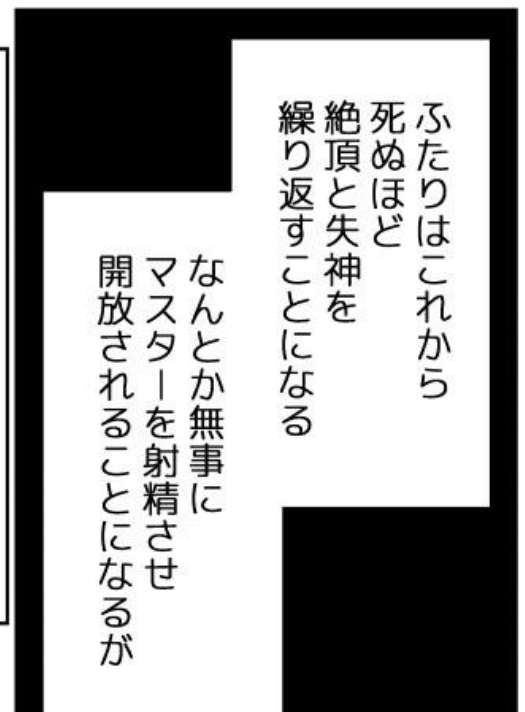 ふたりはこれから
死ぬほど
絶頂と失神を
繰り返すことになる
なんとか無事に
マスターを射精させ
開放されることになるが